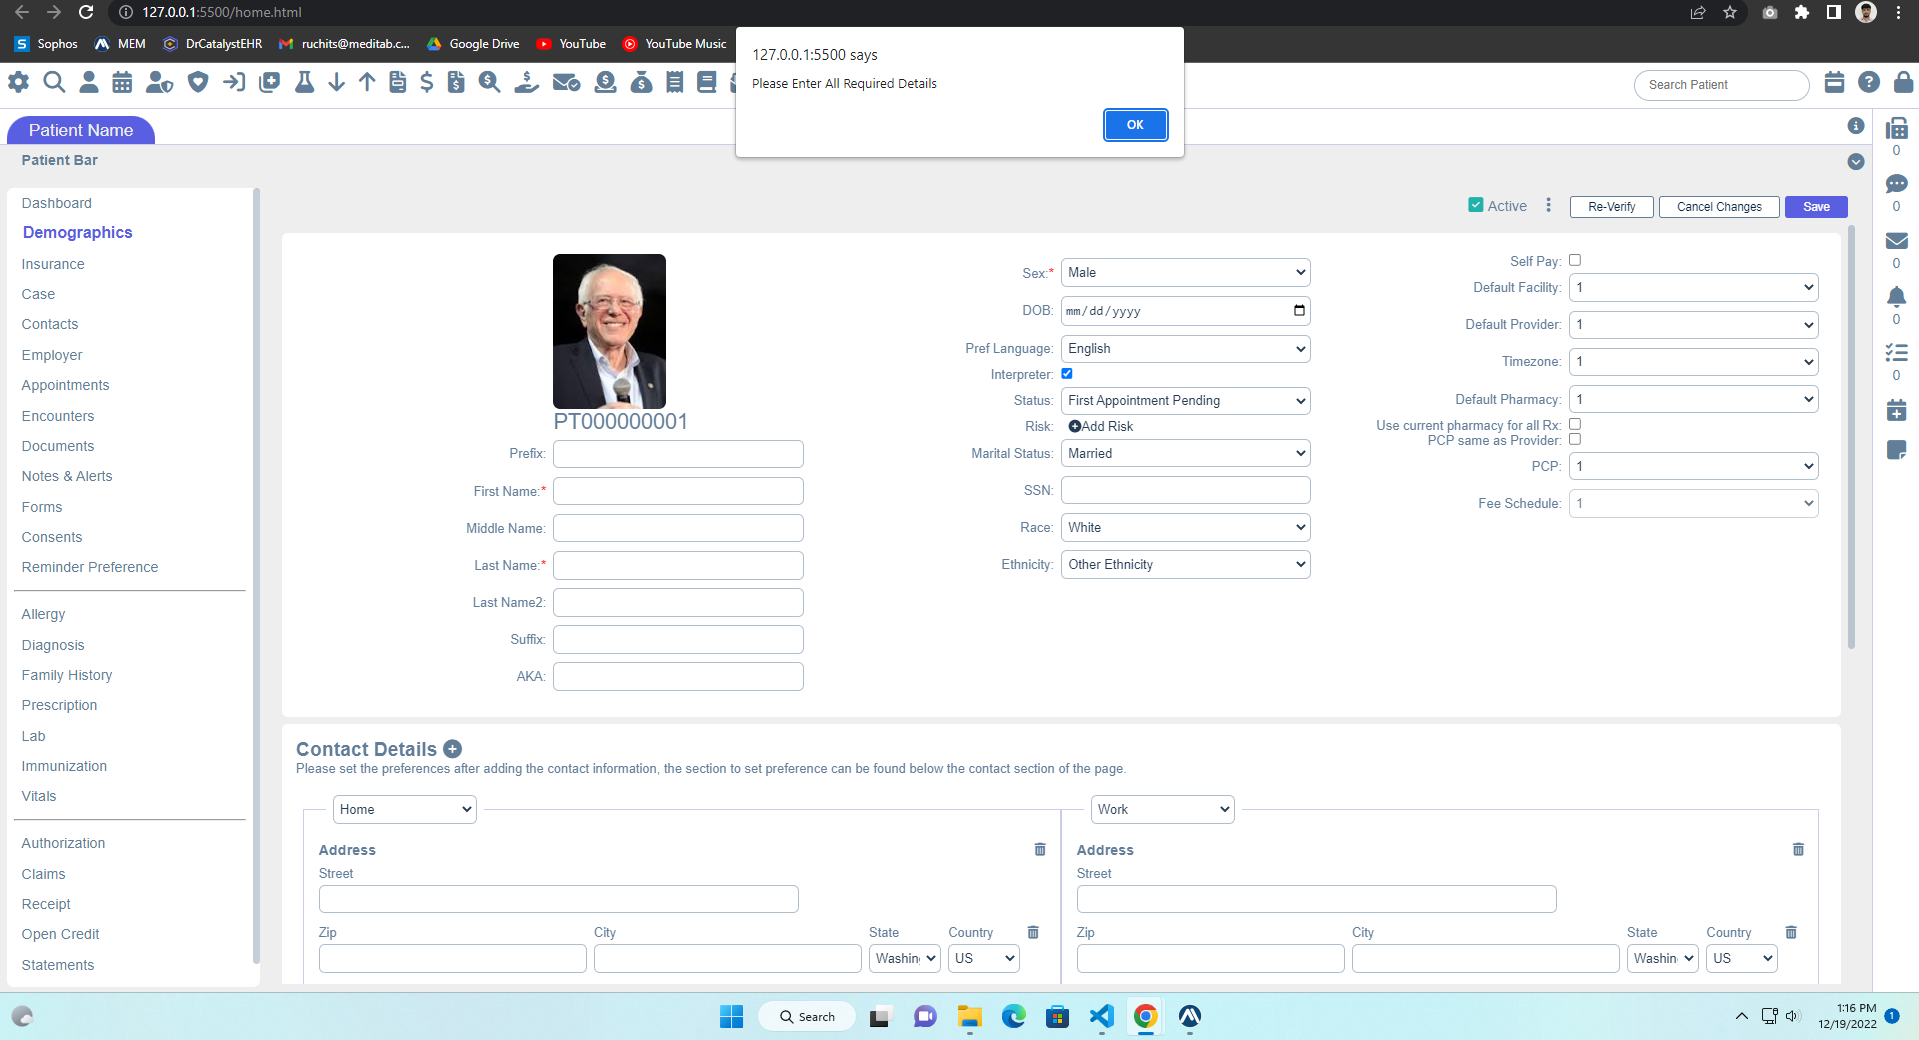 127.0.0.1:5500/home.html
Sophos
MEM
DrCatalystEHR
ruchits@meditab.c...
Google Drive
YouTube
YouTube Music
127.0.0.1:5500 says
Please Enter All Required Details
OK
Search Patient
Patient Name
Patient Bar
Dashboard
Demographics
Insurance
Case
Contacts
Employer
Appointments
Encounters
Documents
Notes & Alerts
Forms
Consents
Reminder Preference
Allergy
Diagnosis
Family History
Prescription
Lab
Immunization
Vitals
Authorization
Claims
Receipt
Open Credit
Statements
Active
Re-Verify
Cancel Changes
Save
PT000000001
Prefix:
First Name:*
Middle Name:
Last Name:*
Last Name2:
Suffix:
AKA:
Sex:* Male
DOB: mm/dd/yyyy
Pref Language: English
Interpreter:
Status: First Appointment Pending
Risk: Add Risk
Marital Status: Married
SSN:
Race: White
Ethnicity: Other Ethnicity
Self Pay:
Default Facility: 1
Default Provider: 1
Timezone: 1
Default Pharmacy: 1
Use current pharmacy for all Rx:
PCP same as Provider:
PCP: 1
Fee Schedule: 1
0
0
0
0
0
Contact Details
Please set the preferences after adding the contact information, the section to set preference can be found below the contact section of the page.
Home
Address
Street
Zip City State Country
Washin US
Work
Address
Street
Zip City State Country
Washin US
Search
1:16 PM
12/19/2022
1